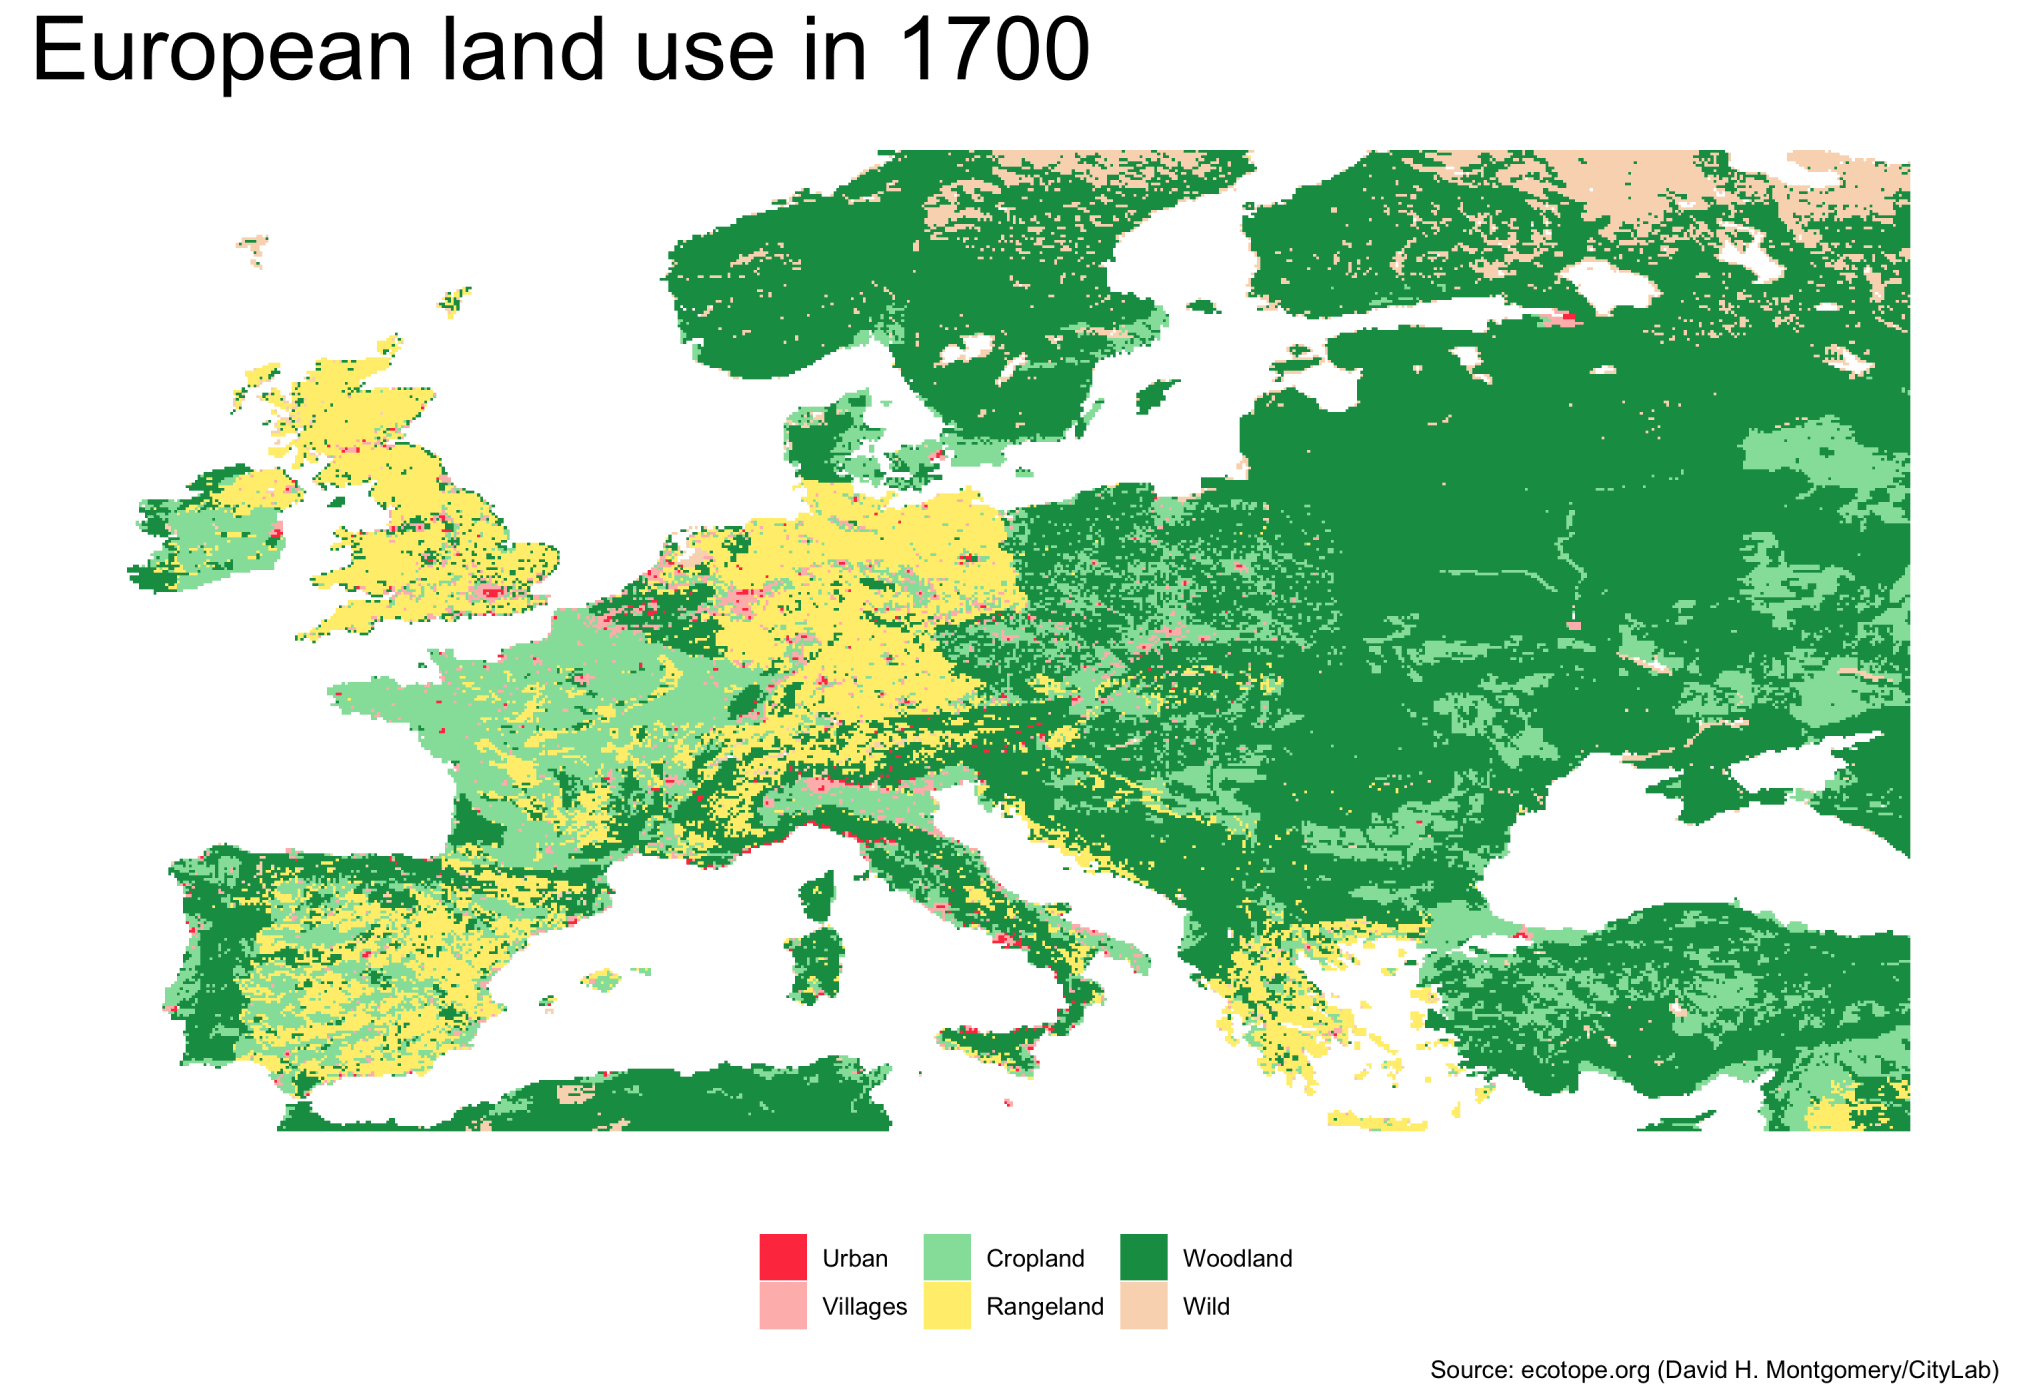 European land use in 1700
Urban
Cropland
Woodland
Villages
Rangeland
Wild
Source: ecotope.org (David H. Montgomery/CityLab)